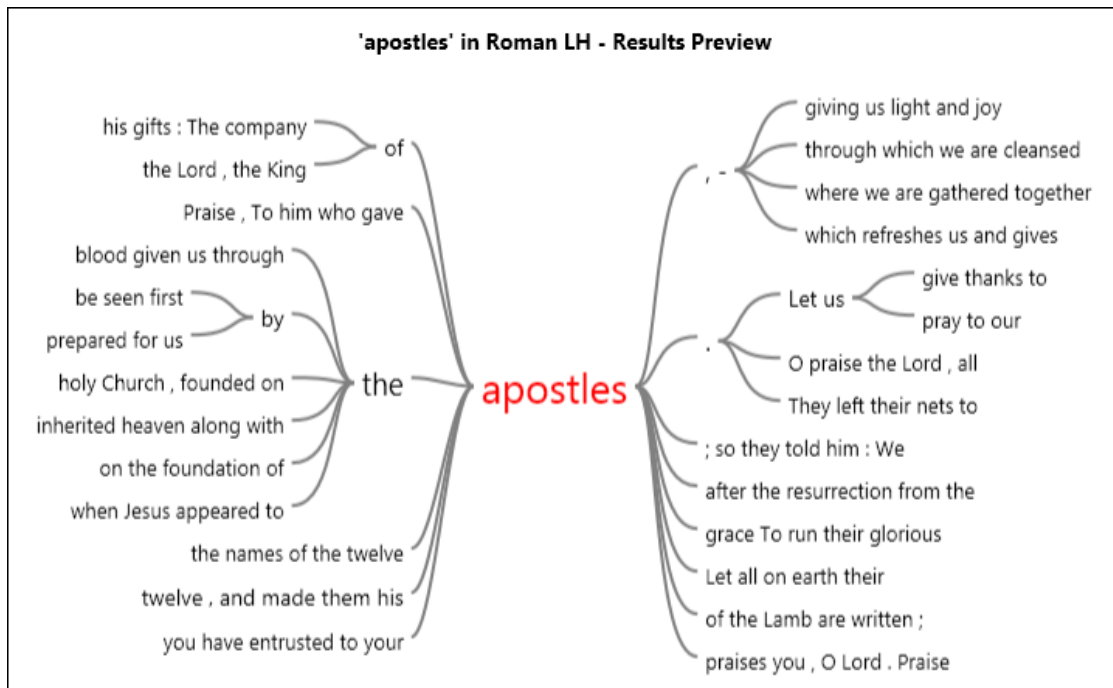 'apostles' in Roman LH - Results Preview
his gifts : The company
the Lord , the King
of
Praise , To him who gave
blood given us through
be seen first
prepared for us
by
holy Church , founded on
inherited heaven along with
on the foundation of
when Jesus appeared to
the
the names of the twelve
twelve , and made them his
you have entrusted to your
apostles
, -
giving us light and joy
through which we are cleansed
where we are gathered together
which refreshes us and gives
.
Let us
give thanks to
pray to our
O praise the Lord , all
They left their nets to
; so they told him : We
after the resurrection from the
grace To run their glorious
Let all on earth their
of the Lamb are written ;
praises you , O Lord . Praise